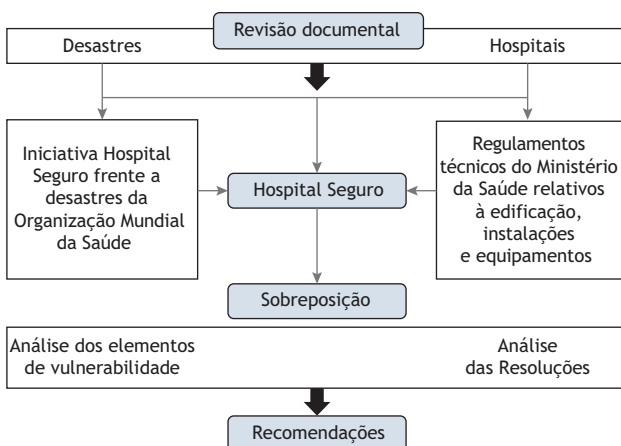 Revisão documental
Desastres
Hospitais
Iniciativa Hospital
Seguro frente a
desastres da
Organização Mundial
da Saúde
Hospital Seguro
Regulamentos
técnicos do Ministério
da Saúde relativos
à edificação,
instalações
e equipamentos
Sobreposição
Análise dos elementos
de vulnerabilidade
Análise
das Resoluções
Recomendações